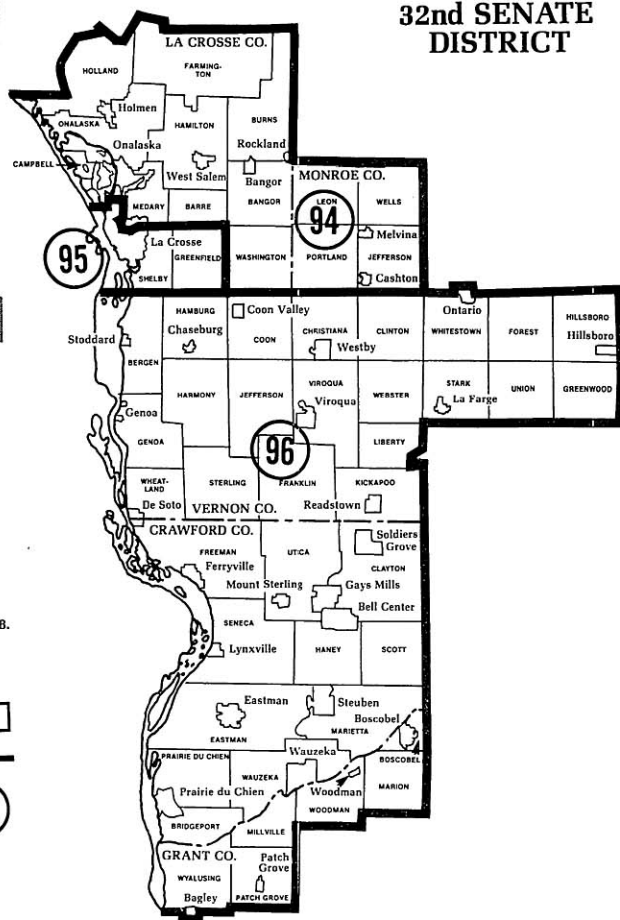 32nd SENATE
DISTRICT
LA CROSSE CO.
HOLLAND
FARMING-
TON
Holmen
ONALASKA
HAMILTON
BURNS
Onalaska
Rockland
CAMPBELL
West Salem
Bangor
MONROE CO.
MEDARY
BARRE
BANGOR
LEON
WELLS
94
Melvina
95
La Crosse
GREENFIELD
WASHINGTON
PORTLAND
JEFFERSON
SHELBY
Cashton
HAMBURG
Coon Valley
Ontario
Stoddard
Chaseburg
COON
CHRISTIANA
CLINTON
WHITESTOWN
FOREST
HILLSBORO
Westby
Hillsboro
BERGEN
HARMONY
JEFFERSON
VIROQUA
Viroqua
WEBSTER
STARK
La Farge
UNION
GREENWOOD
Genoa
GENOA
96
LIBERTY
WHEAT-
LAND
STERLING
FRANKLIN
KICKAPOO
De Soto
VERNON CO.
Readstown
CRAWFORD CO.
Soldiers
Grove
FREEMAN
Ferryville
UTICA
CLAYTON
Mount Sterling
Gays Mills
Bell Center
B.
SENECA
Lynxville
HANEY
SCOTT
Eastman
Steuben
EASTMAN
MARIETTA
Boscobel
Wauzeka
BOSCOBEL
PRAIRIE DU CHIEN
WAUZEKA
Prairie du Chien
Woodman
WOODMAN
MARION
BRIDGEPORT
MILLVILLE
GRANT CO.
Patch
Grove
WYALUSING
Bagley
PATCH GROVE